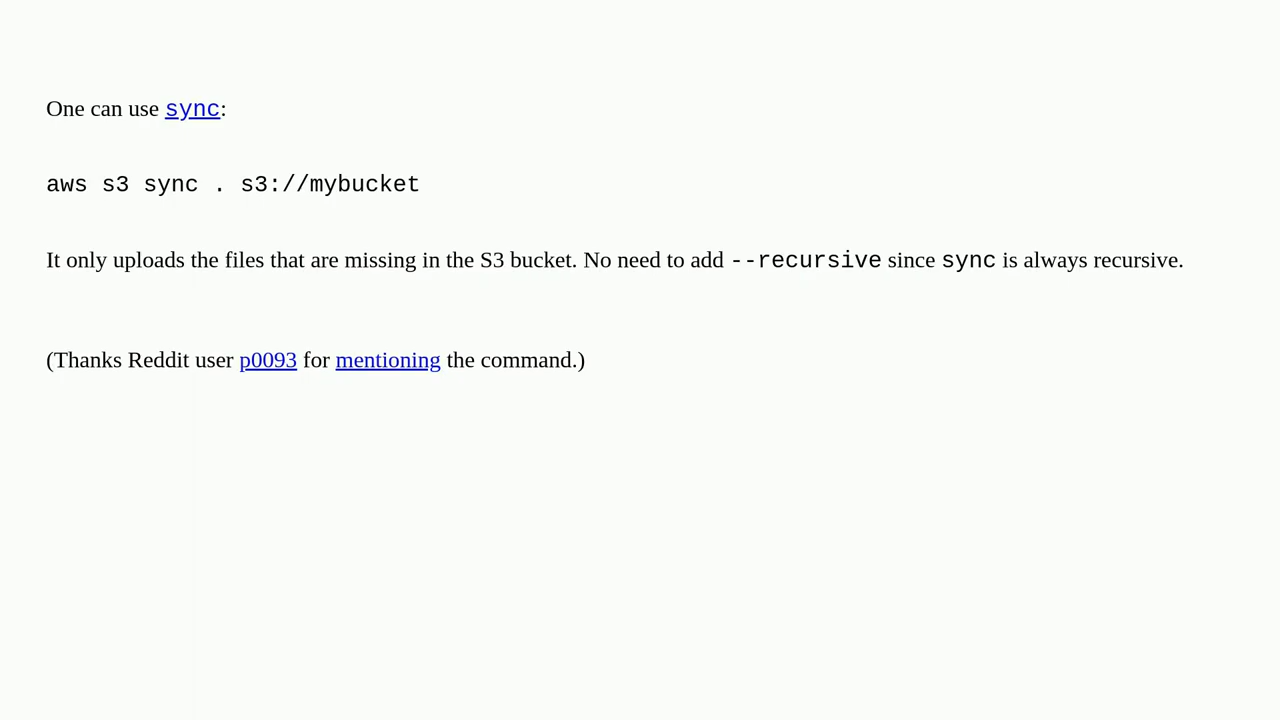 One can use sync:
aws s3 sync . s3://mybucket
It only uploads the files that are missing in the S3 bucket. No need to add --recursive since sync is always recursive.
(Thanks Reddit user p0093 for mentioning the command.)